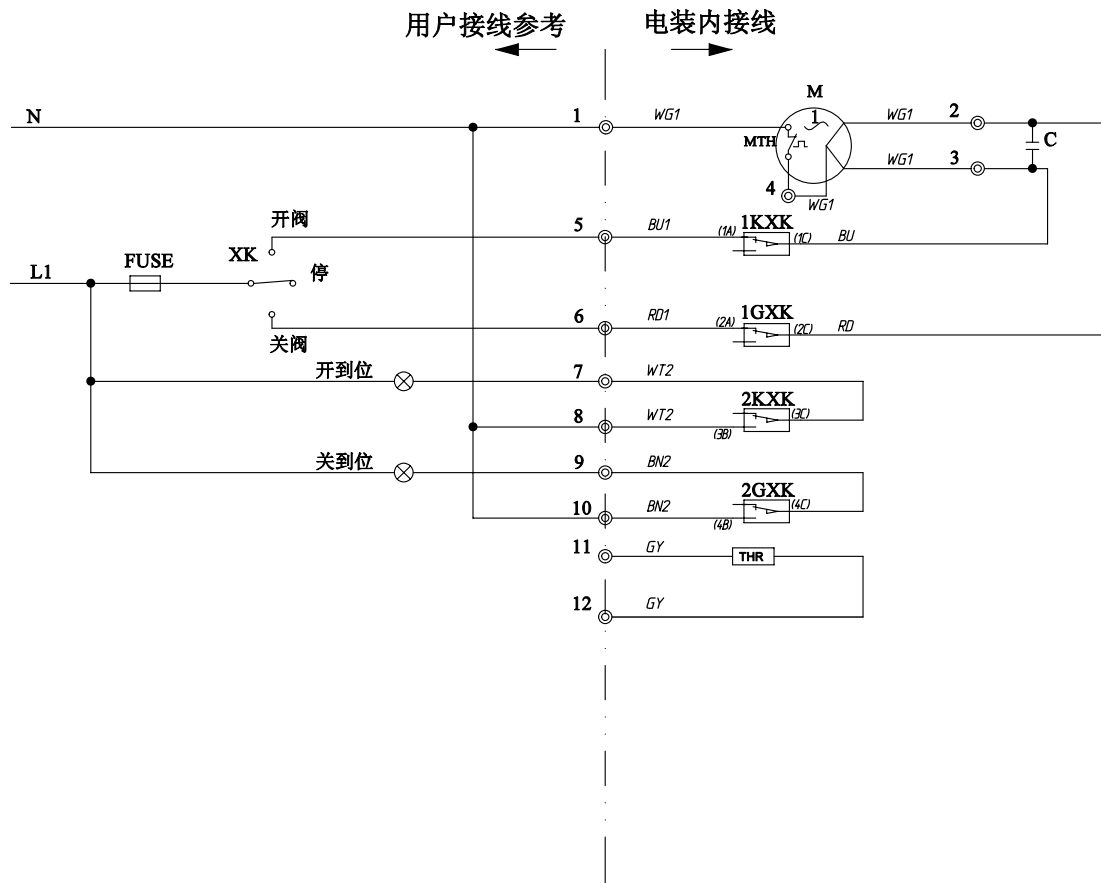 用户接线参考 电装内接线
N 1 WG1 M 1 WG1 2
MTH WG1 3 C
4 WG1
开阀 5 BU1 (1A) 1KXK (1C) BU
L1 FUSE XK 停
关阀 6 RD1 (2A) 1GXK (2C) RD
开到位 7 WT2
8 WT2 (3B) 2KXK (3C)
关到位 9 BN2
10 BN2 (4B) 2GXK (4C)
11 GY THR
12 GY